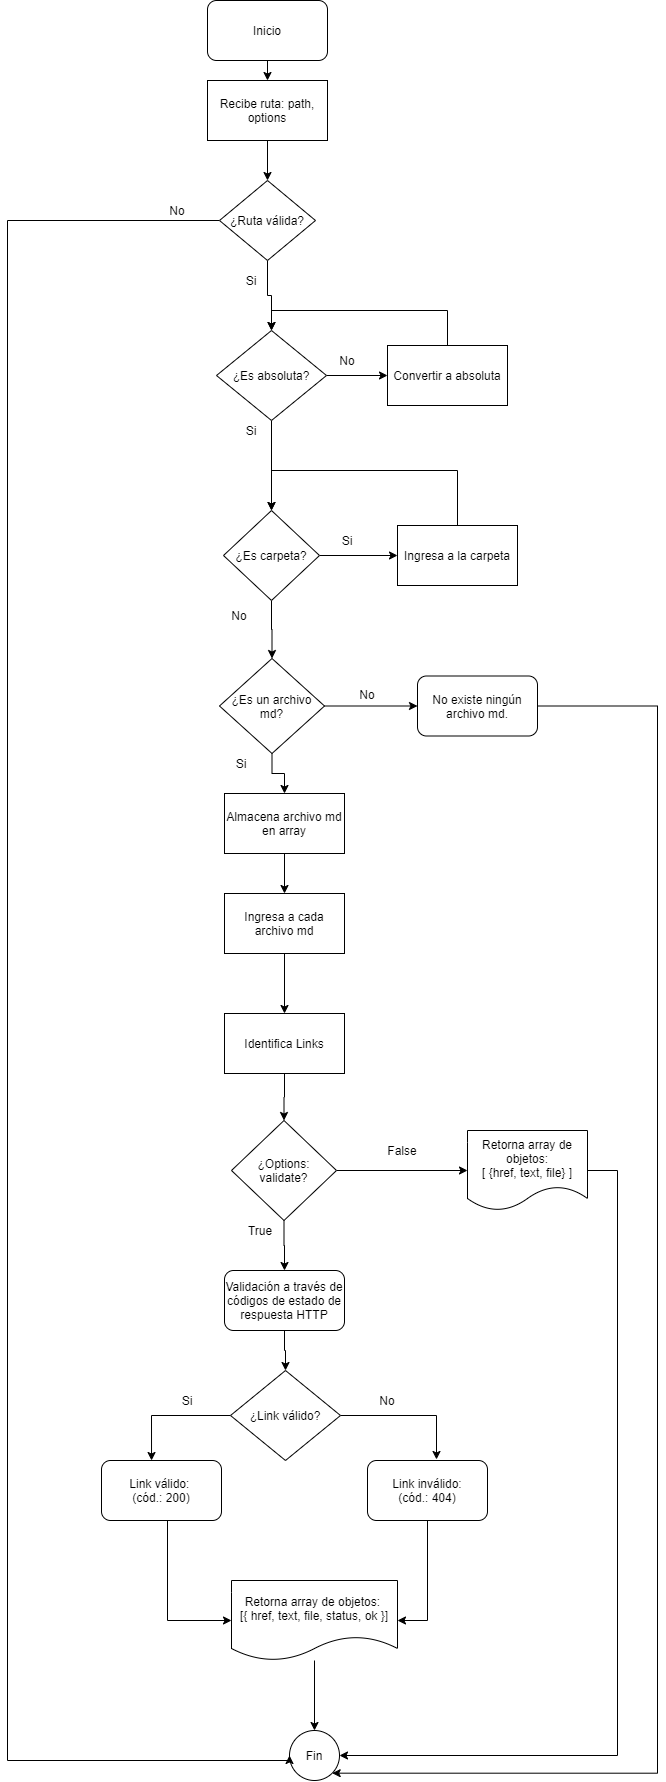 Inicio
Recibe ruta: path,
options
No
¿Ruta válida?
Si
¿Es absoluta?
No
Convertir a absoluta
Si
¿Es carpeta?
Si
Ingresa a la carpeta
No
¿Es un archivo
md?
No
No existe ningún
archivo md.
Si
Almacena archivo md
en array
Ingresa a cada
archivo md
Identifica Links
¿Options:
validate?
False
Retorna array de
objetos:
[ {href, text, file} ]
True
Validación a través de
códigos de estado de
respuesta HTTP
Si
¿Link válido?
No
Link válido:
(cód.: 200)
Link inválido:
(cód.: 404)
Retorna array de objetos:
[{ href, text, file, status, ok }]
Fin